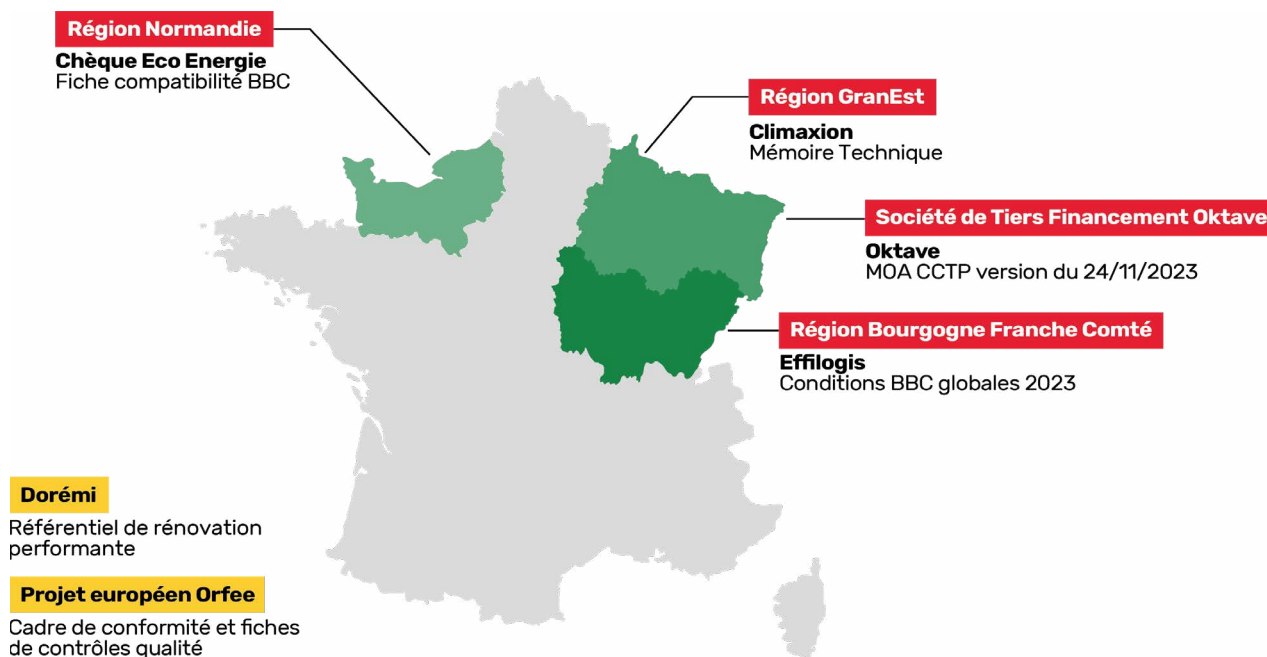 Région Normandie
Chèque Eco Energie
Fiche compatibilité BBC
Région GranEst
Climaxion
Mémoire Technique
Société de Tiers Financement Oktave
Oktave
MOA CCTP version du 24/11/2023
Région Bourgogne Franche Comté
Effilogis
Conditions BBC globales 2023
Dorémi
Référentiel de rénovation
performante
Projet européen Orfee
Cadre de conformité et fiches
de contrôles qualité